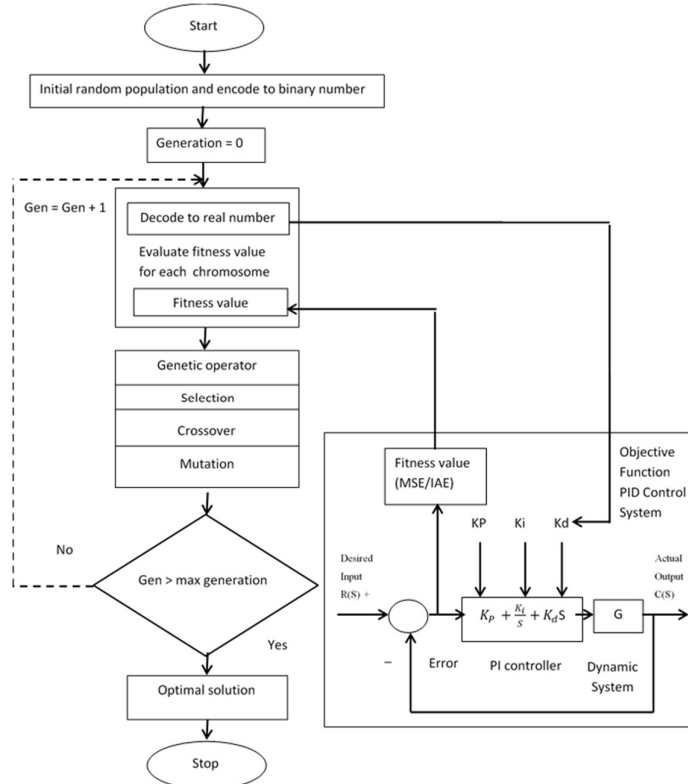 Start
Initial random population and encode to binary number
Generation = 0
Gen = Gen + 1
Decode to real number
Evaluate fitness value
for each chromosome
Fitness value
Genetic operator
Selection
Crossover
Mutation
No
Gen > max generation
Yes
Optimal solution
Stop
Fitness value
(MSE/IAE)
Objective
Function
PID Control
System
KP Ki Kd
Desired
Input
R(S) +
Actual
Output
C(S)
K_P + K_i/S + K_dS
G
– Error
PI controller
Dynamic
System